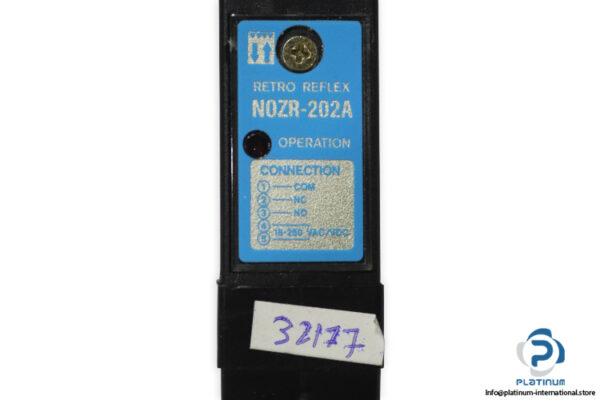 RETRO REFLEX
NOZR-202A
OPERATION
CONNECTION
1 COM
2 NC
3 NO
4
5 18-250 VAC/VDC
32177
PLATINUM
Info@platinum-international.store